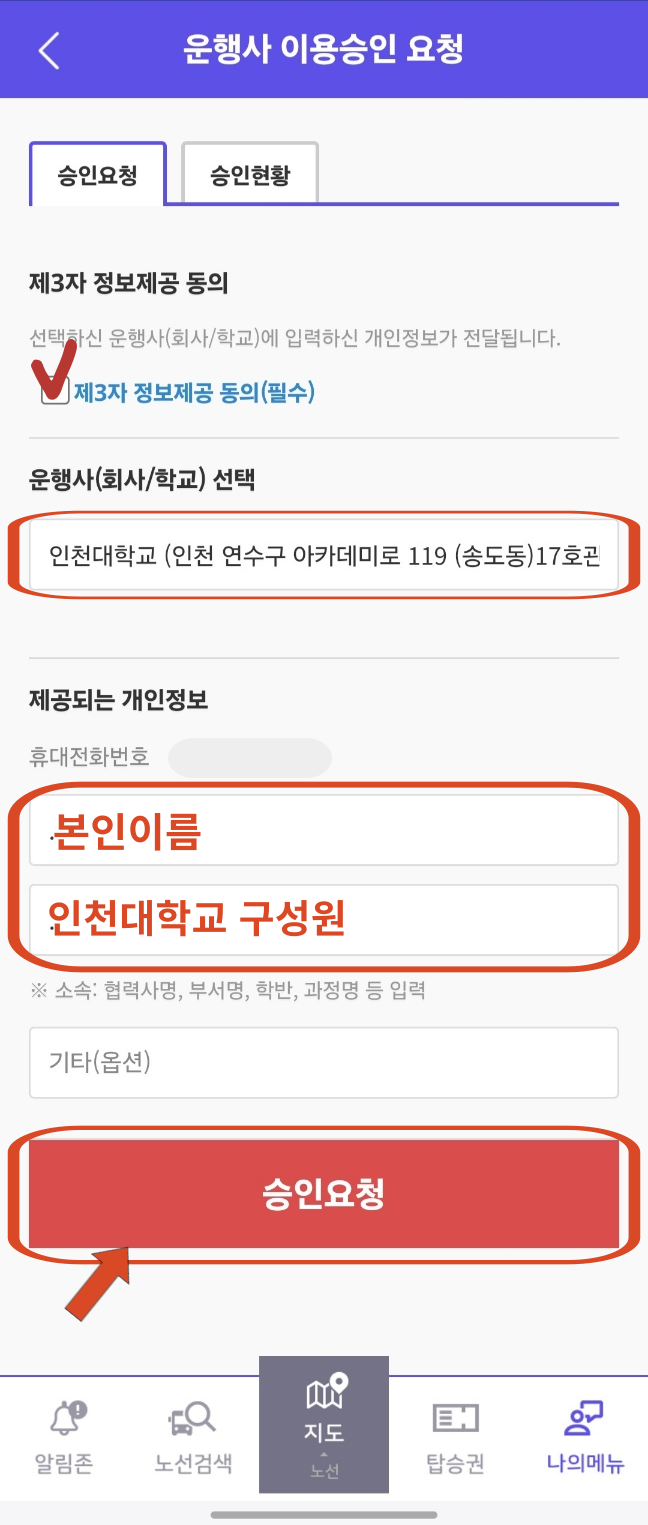 운행사 이용승인 요청
승인요청 승인현황
제3자 정보제공 동의
선택하신 운행사(회사/학교)에 입력하신 개인정보가 전달됩니다.
제3자 정보제공 동의(필수)
운행사(회사/학교) 선택
인천대학교 (인천 연수구 아카데미로 119 (송도동)17호관
제공되는 개인정보
휴대전화번호
본인이름
인천대학교 구성원
※ 소속: 협력사명, 부서명, 학반, 과정명 등 입력
기타(옵션)
승인요청
알림존 노선검색 지도 탑승권 나의메뉴
노선